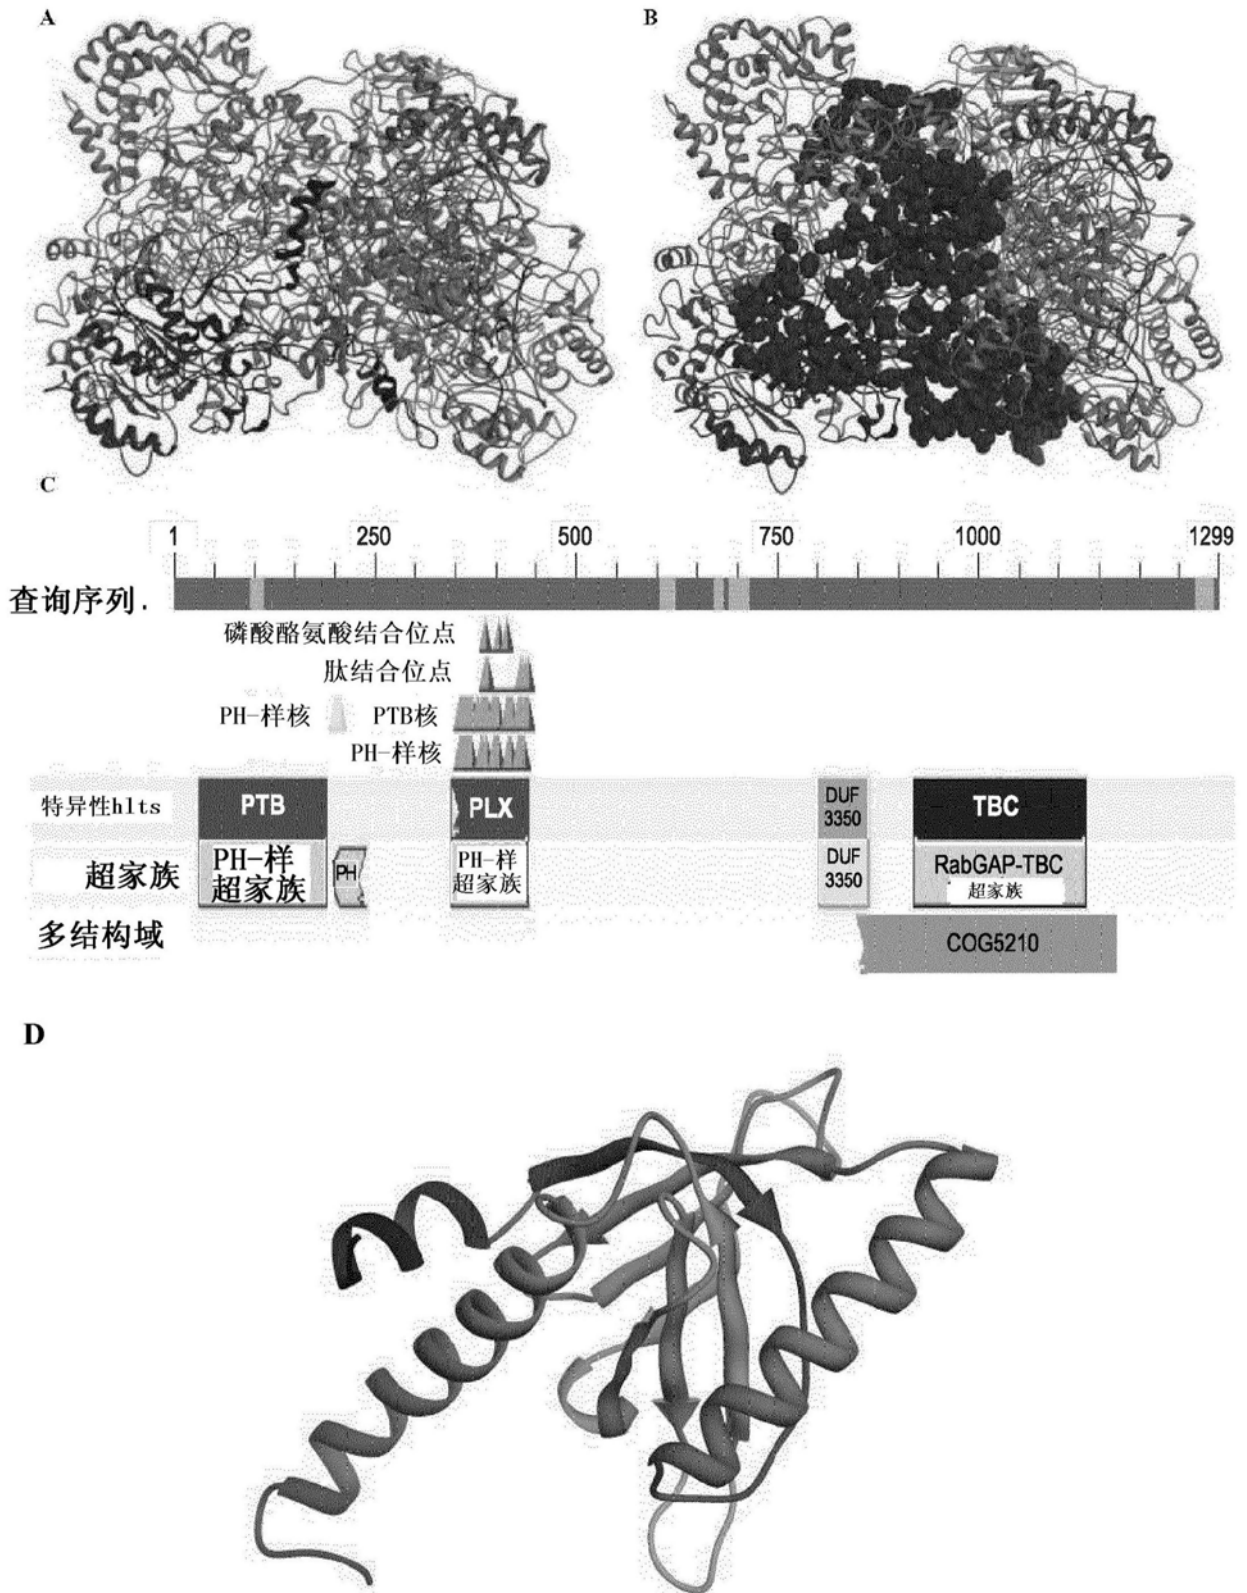 A
B
C
1 250 500 750 1000 1299
查询序列.
磷酸酪氨酸结合位点
肽结合位点
PH-样核 PTB核
PH-样核
特异性hlts PTB PLX DUF 3350 TBC
超家族 PH-样 超家族 PH PH-样 超家族 DUF 3350 RabGAP-TBC 超家族
多结构域 COG5210
D